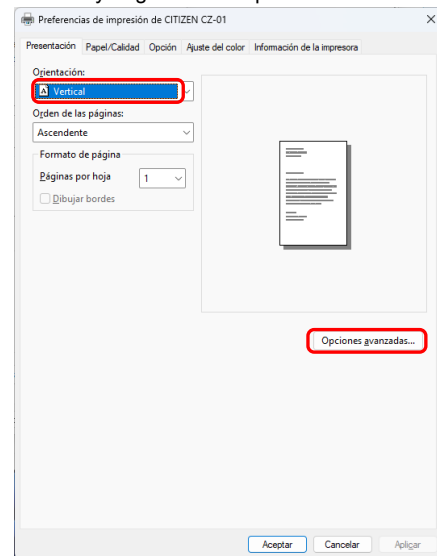 Preferencias de impresión de CITIZEN CZ-01
Presentación Papel/Calidad Opción Ajuste del color Información de la impresora
Orientación:
A Vertical
Orden de las páginas:
Ascendente
Formato de página
Páginas por hoja 1
Dibujar bordes
Opciones avanzadas...
Aceptar Cancelar Aplicar